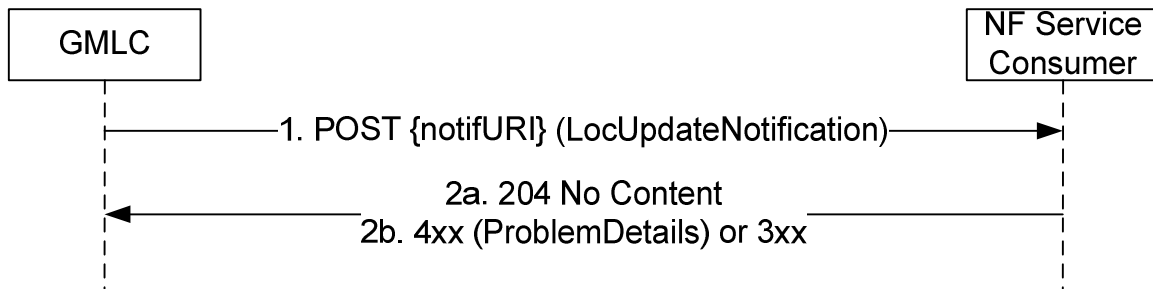 GMLC
NF Service
Consumer
1. POST {notifURI} (LocUpdateNotification)
2a. 204 No Content
2b. 4xx (ProblemDetails) or 3xx